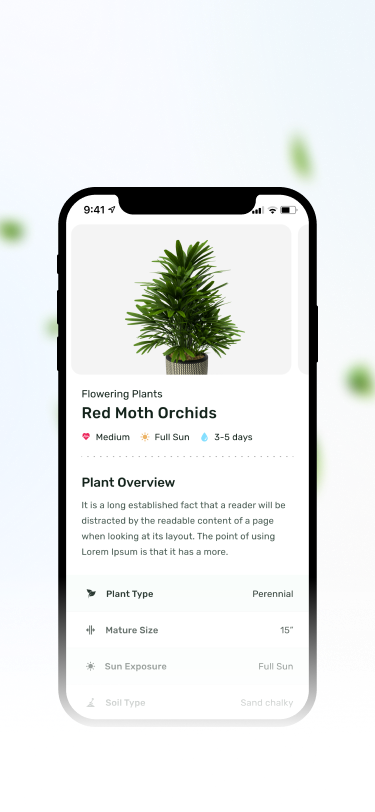 9:41
Flowering Plants
Red Moth Orchids
Medium Full Sun 3-5 days
Plant Overview
It is a long established fact that a reader will be
distracted by the readable content of a page
when looking at its layout. The point of using
Lorem Ipsum is that it has a more.
Plant Type Perennial
Mature Size 15"
Sun Exposure Full Sun
Soil Type Sand chalky